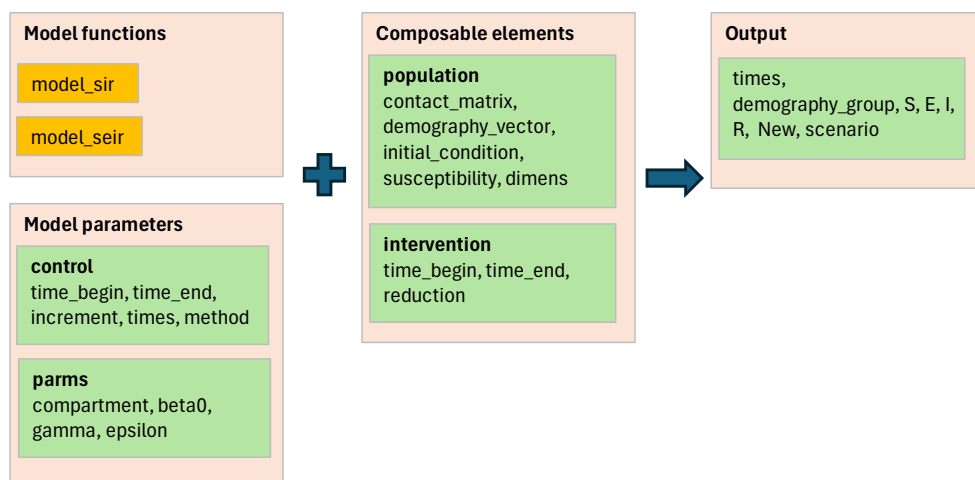 Model functions
model_sir
model_seir
Model parameters
control
time_begin, time_end,
increment, times, method
parms
compartment, beta0,
gamma, epsilon
Composable elements
population
contact_matrix,
demography_vector,
initial_condition,
susceptibility, dimens
intervention
time_begin, time_end,
reduction
Output
times,
demography_group, S, E, I,
R, New, scenario